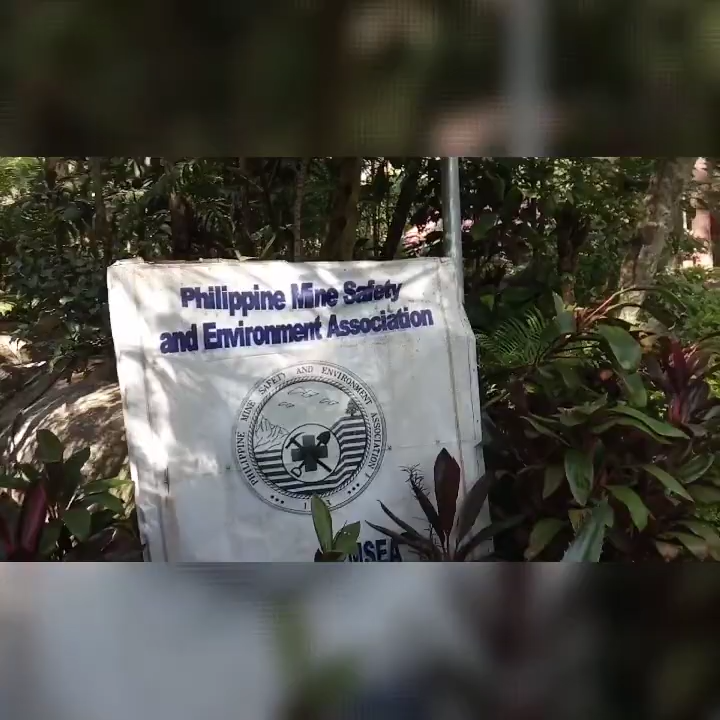 Philippine Mine Safety
and Environment Association
PHILIPPINE MINE SAFETY AND ENVIRONMENT ASSOCIATION
MSEA